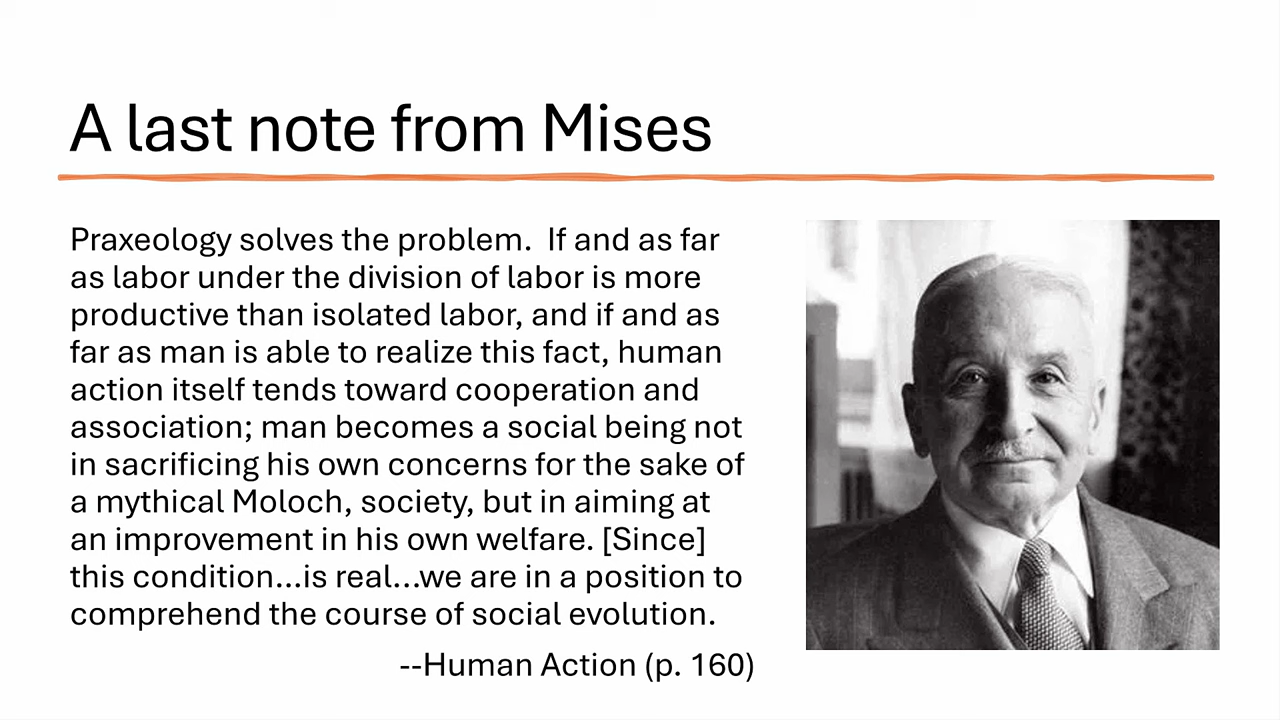 A last note from Mises
Praxeology solves the problem.  If and as far
as labor under the division of labor is more
productive than isolated labor, and if and as
far as man is able to realize this fact, human
action itself tends toward cooperation and
association; man becomes a social being not
in sacrificing his own concerns for the sake of
a mythical Moloch, society, but in aiming at
an improvement in his own welfare. [Since]
this condition...is real...we are in a position to
comprehend the course of social evolution.
--Human Action (p. 160)